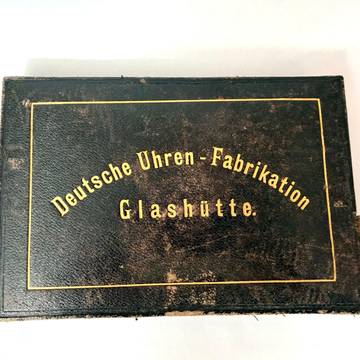 Deutsche Uhren-Fabrikation
Glashütte.